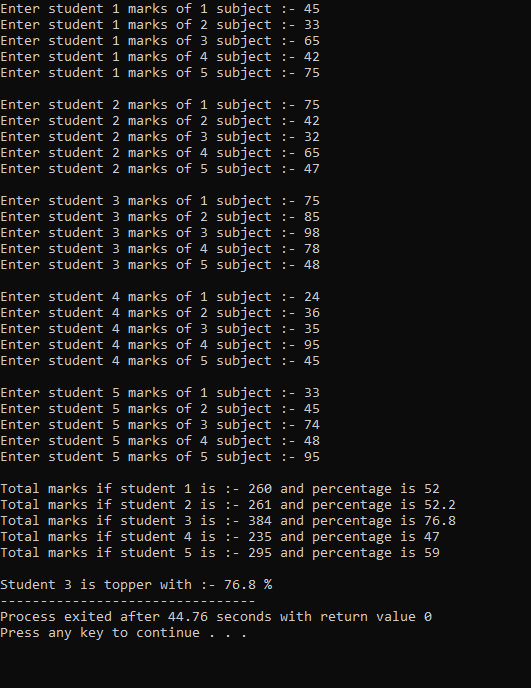 Enter student 1 marks of 1 subject :- 45
Enter student 1 marks of 2 subject :- 33
Enter student 1 marks of 3 subject :- 65
Enter student 1 marks of 4 subject :- 42
Enter student 1 marks of 5 subject :- 75
Enter student 2 marks of 1 subject :- 75
Enter student 2 marks of 2 subject :- 42
Enter student 2 marks of 3 subject :- 32
Enter student 2 marks of 4 subject :- 65
Enter student 2 marks of 5 subject :- 47
Enter student 3 marks of 1 subject :- 75
Enter student 3 marks of 2 subject :- 85
Enter student 3 marks of 3 subject :- 98
Enter student 3 marks of 4 subject :- 78
Enter student 3 marks of 5 subject :- 48
Enter student 4 marks of 1 subject :- 24
Enter student 4 marks of 2 subject :- 36
Enter student 4 marks of 3 subject :- 35
Enter student 4 marks of 4 subject :- 95
Enter student 4 marks of 5 subject :- 45
Enter student 5 marks of 1 subject :- 33
Enter student 5 marks of 2 subject :- 45
Enter student 5 marks of 3 subject :- 74
Enter student 5 marks of 4 subject :- 48
Enter student 5 marks of 5 subject :- 95
Total marks if student 1 is :- 260 and percentage is 52
Total marks if student 2 is :- 261 and percentage is 52.2
Total marks if student 3 is :- 384 and percentage is 76.8
Total marks if student 4 is :- 235 and percentage is 47
Total marks if student 5 is :- 295 and percentage is 59
Student 3 is topper with :- 76.8 %
--------------------------------
Process exited after 44.76 seconds with return value 0
Press any key to continue . . .